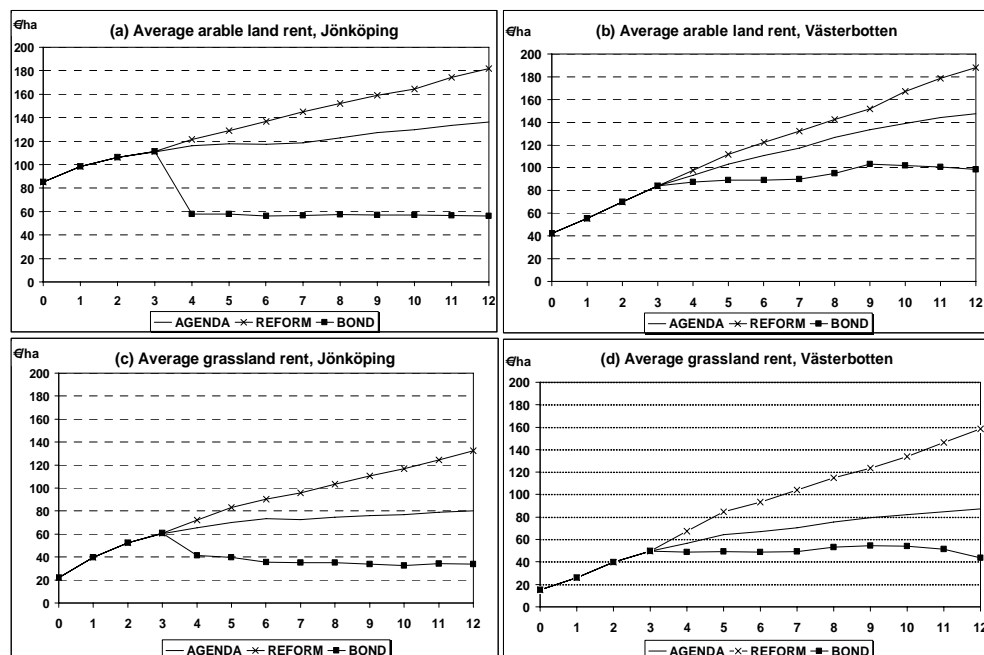 €/ha
(a) Average arable land rent, Jönköping
200
180
160
140
120
100
80
60
40
20
0
0 1 2 3 4 5 6 7 8 9 10 11 12
AGENDA REFORM BOND
€/ha
(b) Average arable land rent, Västerbotten
200
180
160
140
120
100
80
60
40
20
0
0 1 2 3 4 5 6 7 8 9 10 11 12
AGENDA REFORM BOND
€/ha
(c) Average grassland rent, Jönköping
200
180
160
140
120
100
80
60
40
20
0
0 1 2 3 4 5 6 7 8 9 10 11 12
AGENDA REFORM BOND
€/ha
(d) Average grassland rent, Västerbotten
200
180
160
140
120
100
80
60
40
20
0
0 1 2 3 4 5 6 7 8 9 10 11 12
AGENDA REFORM BOND